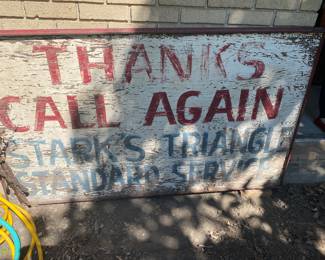 THANKS
CALL AGAIN
STARK'S TRIANGLE
STANDARD SERVICE